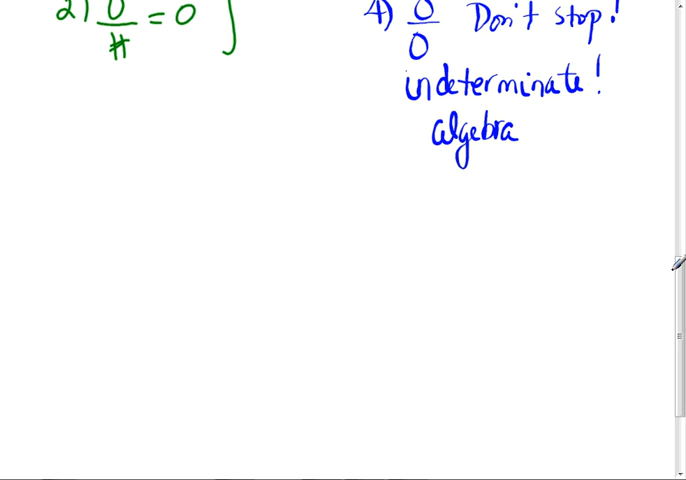 2) 0/# = 0 }
4) 0/0 Don't stop!
indeterminate!
algebra